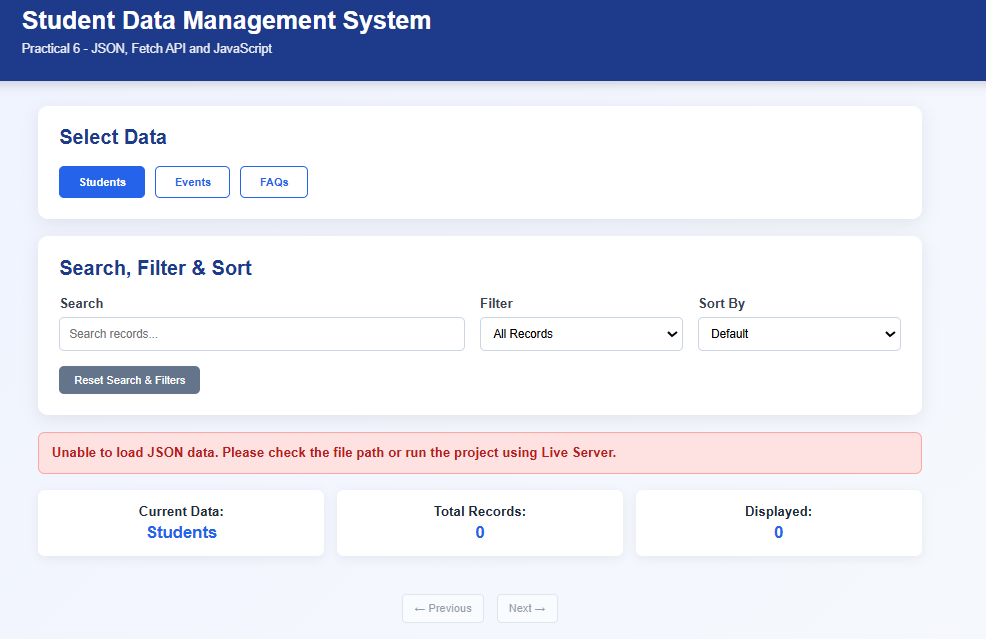 Student Data Management System
Practical 6 - JSON, Fetch API and JavaScript
Select Data
Students Events FAQs
Search, Filter & Sort
Search Filter Sort By
Search records... All Records Default
Reset Search & Filters
Unable to load JSON data. Please check the file path or run the project using Live Server.
Current Data: Total Records: Displayed:
Students 0 0
← Previous Next →